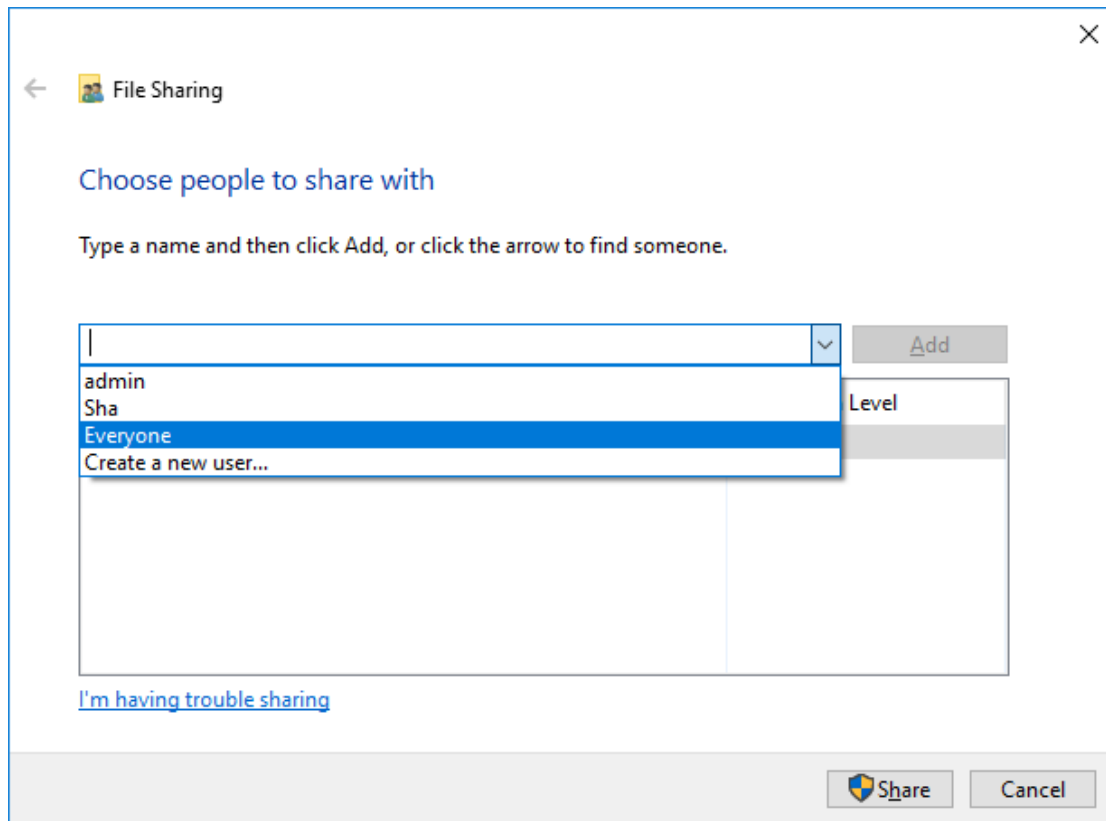 File Sharing
Choose people to share with
Type a name and then click Add, or click the arrow to find someone.
Add
admin
Sha
Everyone
Create a new user...
Level
I'm having trouble sharing
Share
Cancel